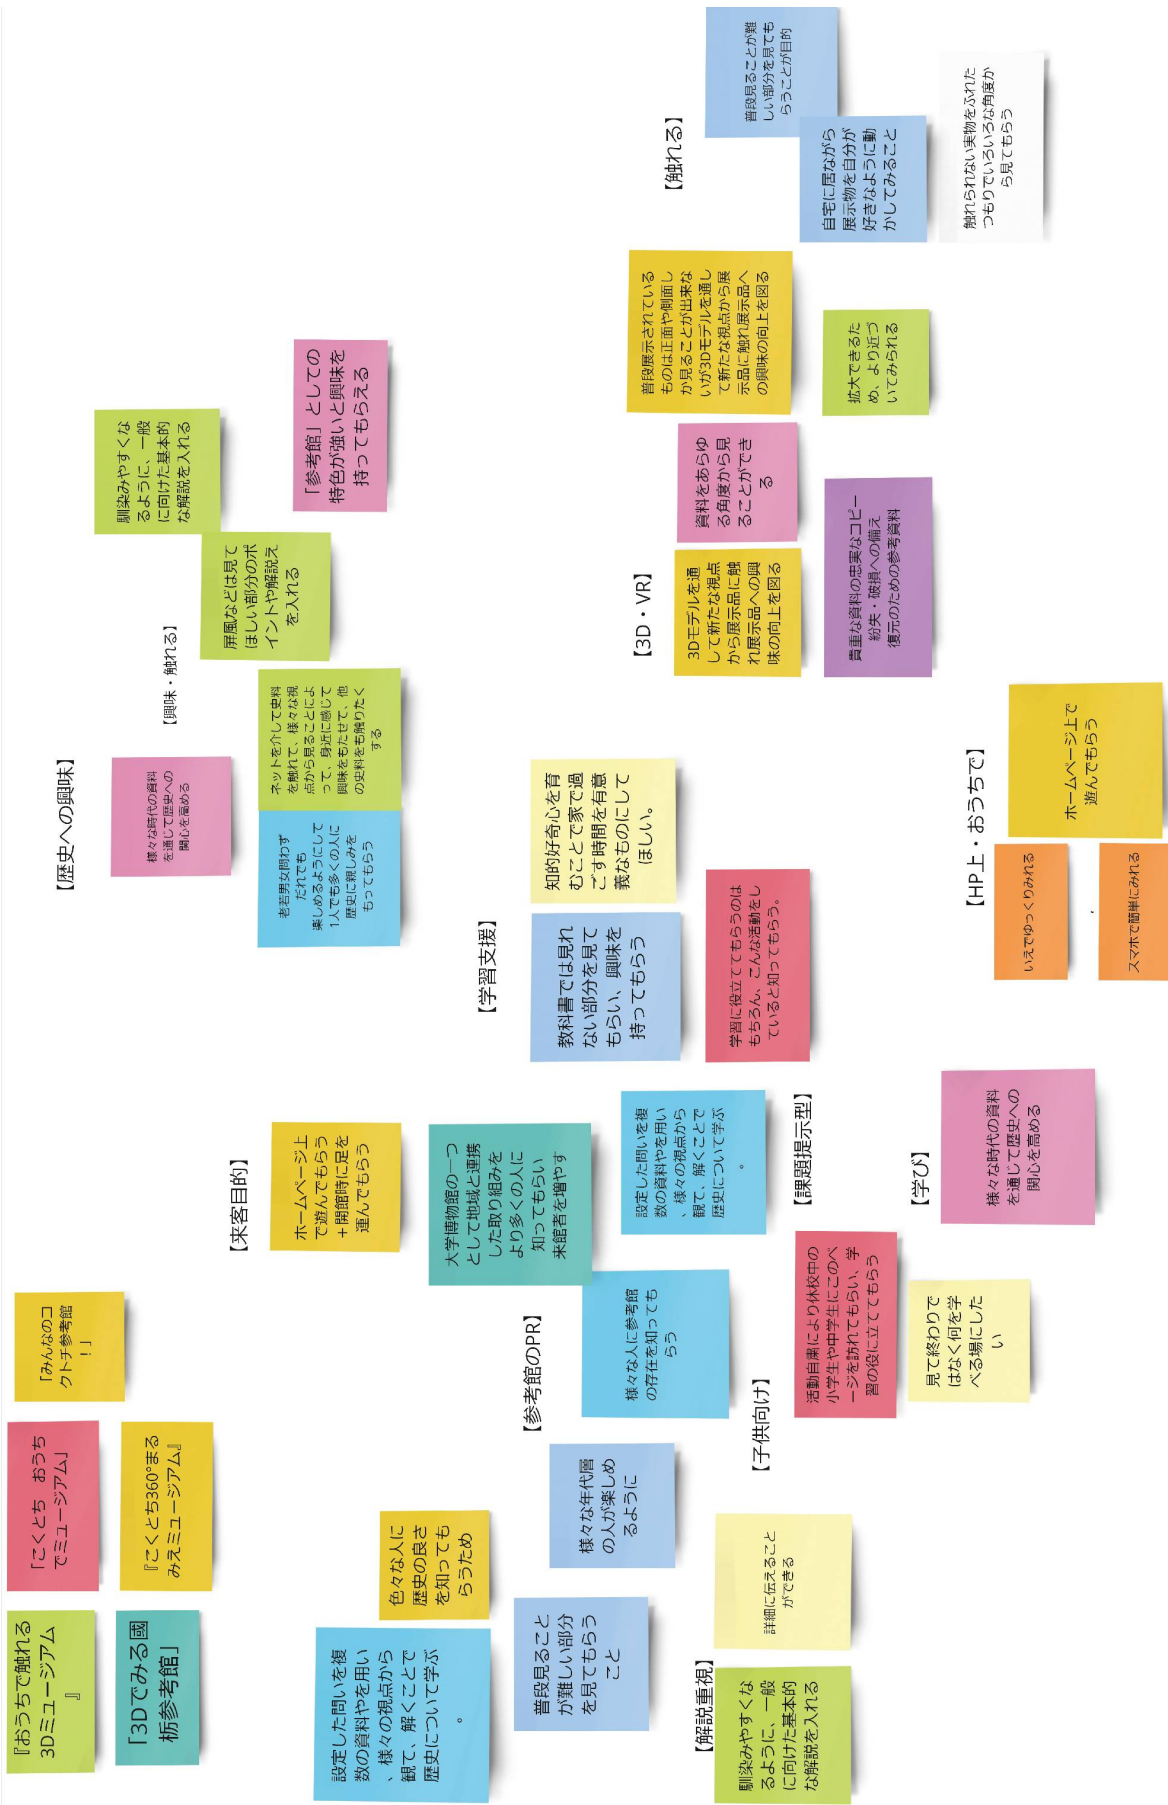 『おうちで触れる
3Dミュージアム
』
「こくとち おうち
でミュージアム」
「みんなのコ
クトチ参考館
！」
「3Dでみる國
栃参考館」
『こくとち360°まる
みえミュージアム』
設定した問いを複
数の資料やを用い
、様々の視点から
観て、解くことで
歴史について学ぶ
。
色々な人に
歴史の良さ
を知っても
らうため
普段見ること
が難しい部分
を見てもらう
こと
様々な年代層
の人が楽しめ
るように
【解説重視】
馴染みやすくな
るように、一般
に向けた基本的
な解説を入れる
詳細に伝えること
ができる
【来客目的】
ホームページ上
で遊んでもらう
+開館時に足を
運んでもらう
大学博物館の一つ
として地域と連携
した取り組みを
より多くの人に
知ってもらい
来館者を増やす
【参考館のPR】
様々な人に参考館
の存在を知っても
らう
設定した問いを複
数の資料やを用い
、様々の視点から
観て、解くことで
歴史について学ぶ
。
【課題提示型】
【子供向け】
活動自粛により休校中の
小学生や中学生にこのペ
ージを訪れてもらい、学
習の役に立ててもらう
見て終わりで
はなく何を学
べる場にした
い
【学び】
様々な時代の資料
を通じて歴史への
関心を高める
【歴史への興味】
様々な時代の資料
を通じて歴史への
関心を高める
老若男女問わず
だれでも
楽しめるようにして
1人でも多くの人に
歴史に親しみを
もってもらう
【興味・触れる】
ネットを介して史料
を触れて、様々な視
点から見ることによ
って、身近に感じて
興味をもたせて、他
の史料をも触りたく
する
屏風などは見て
ほしい部分のポ
イントや解説え
を入れる
馴染みやすくな
るように、一般
に向けた基本的
な解説を入れる
「参考館」としての
特色が強いと興味を
持ってもらえる
【学習支援】
教科書では見れ
ない部分を見て
もらい、興味を
持ってもらう
知的好奇心を育
むことで家で過
ごす時間を有意
義なものにして
ほしい。
学習に役立ててもらうのは
もちろん、こんな活動をし
ていると知ってもらう。
【HP上・おうちで】
いえでゆっくりみれる
スマホで簡単にみれる
ホームページ上で
遊んでもらう
【3D・VR】
3Dモデルを通
して新たな視点
から展示品に触
れ展示品への興
味の向上を図る
資料をあらゆ
る角度から見
ることができ
る
普段展示されている
ものは正面や側面し
か見ることが出来な
いが3Dモデルを通し
て新たな視点から展
示品に触れ展示品へ
の興味の向上を図る
貴重な資料の忠実なコピー
紛失・破損への備え
復元のための参考資料
拡大できるた
め、より近づ
いてみられる
【触れる】
普段見ることが難
しい部分を見ても
らうことが目的
自宅に居ながら
展示物を自分が
好きなように動
かしてみること
触れられない実物をふれた
つもりでいろいろな角度か
ら見てもらう